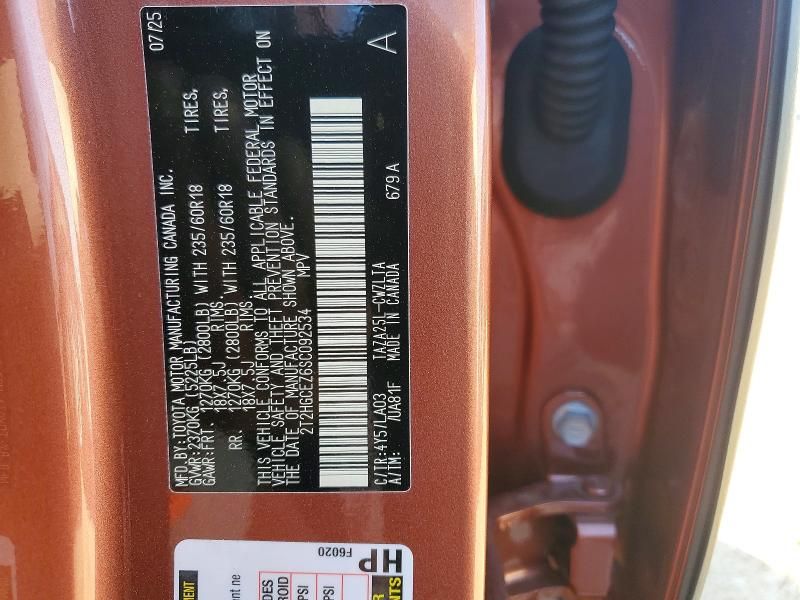 MFD. BY:TOYOTA MOTOR MANUFACTURING CANADA INC. 07/25
GVWR:2370KG (5225LB)
GAWR:FRT. 1270KG (2800LB) WITH 235/60R18 TIRES,
18X7.5J RIMS.
RR. 1270KG (2800LB) WITH 235/60R18 TIRES,
18X7.5J RIMS.
THIS VEHICLE CONFORMS TO ALL APPLICABLE FEDERAL MOTOR
VEHICLE SAFETY AND THEFT PREVENTION STANDARDS IN EFFECT ON
THE DATE OF MANUFACTURE SHOWN ABOVE.
2T2HGCEZ6SC092534 MPV
A
C/TR:4Y5/LA03 TAZA25L-CWZLTA 679A
A/TM: /UA81F MADE IN CANADA
F6020
HP